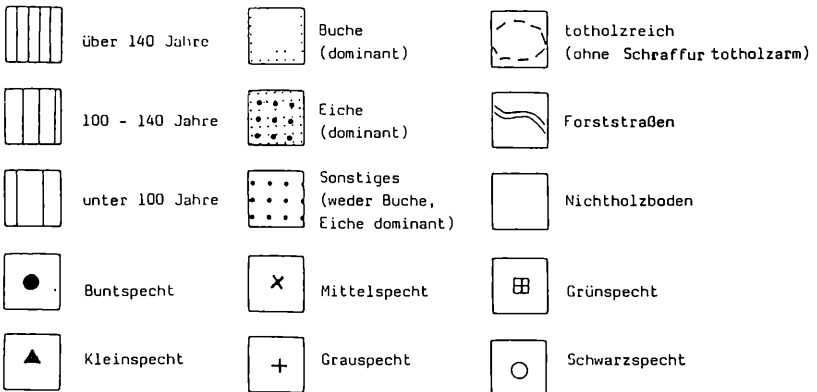 über 140 Jahre
Buche
(dominant)
totholzreich
(ohne Schraffur totholzarm)
100 - 140 Jahre
Eiche
(dominant)
Forststraßen
unter 100 Jahre
Sonstiges
(weder Buche,
Eiche dominant)
Nichtholzboden
Buntspecht
Mittelspecht
Grünspecht
Kleinspecht
Grauspecht
Schwarzspecht